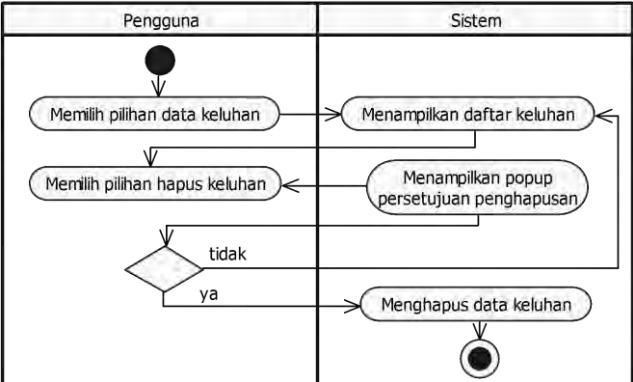 Pengguna
Sistem
Memilih pilihan data keluhan
Menampilkan daftar keluhan
Memilih pilihan hapus keluhan
Menampilkan popup
persetujuan penghapusan
tidak
ya
Menghapus data keluhan